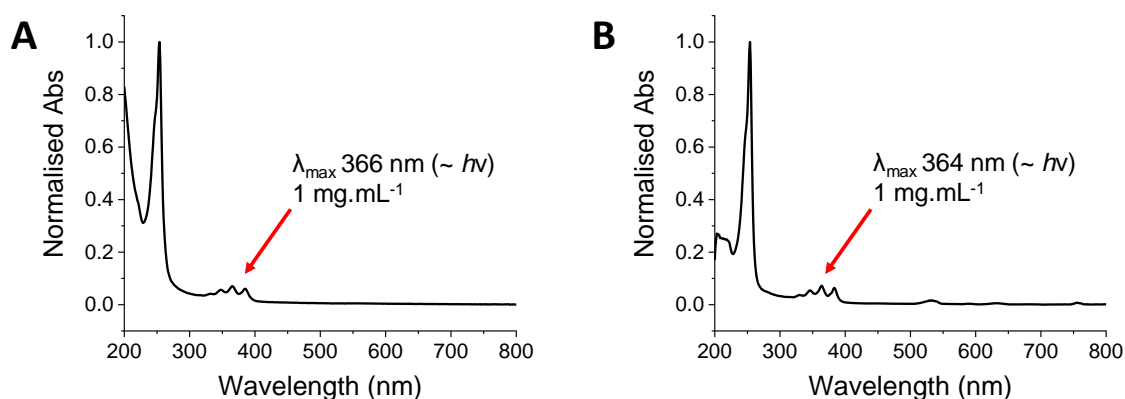 A
Normalised Abs
1.0
0.8
0.6
0.4
0.2
0.0
λmax 366 nm (~ hν)
1 mg.mL-1
200 300 400 500 600 700 800
Wavelength (nm)
B
Normalised Abs
1.0
0.8
0.6
0.4
0.2
0.0
λmax 364 nm (~ hν)
1 mg.mL-1
200 300 400 500 600 700 800
Wavelength (nm)